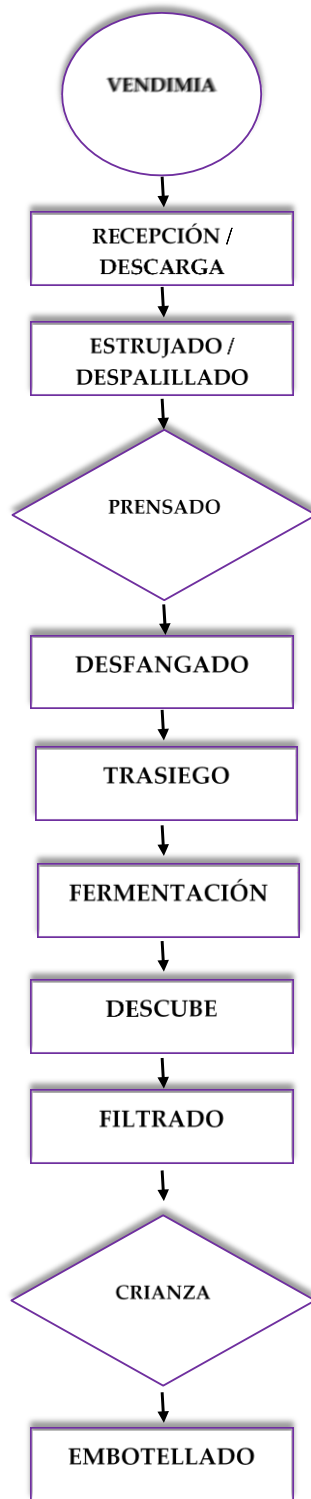 VENDIMIA
RECEPCIÓN /
DESCARGA
ESTRUJADO /
DESPALILLADO
PRENSADO
DESFANGADO
TRASIEGO
FERMENTACIÓN
DESCUBE
FILTRADO
CRIANZA
EMBOTELLADO